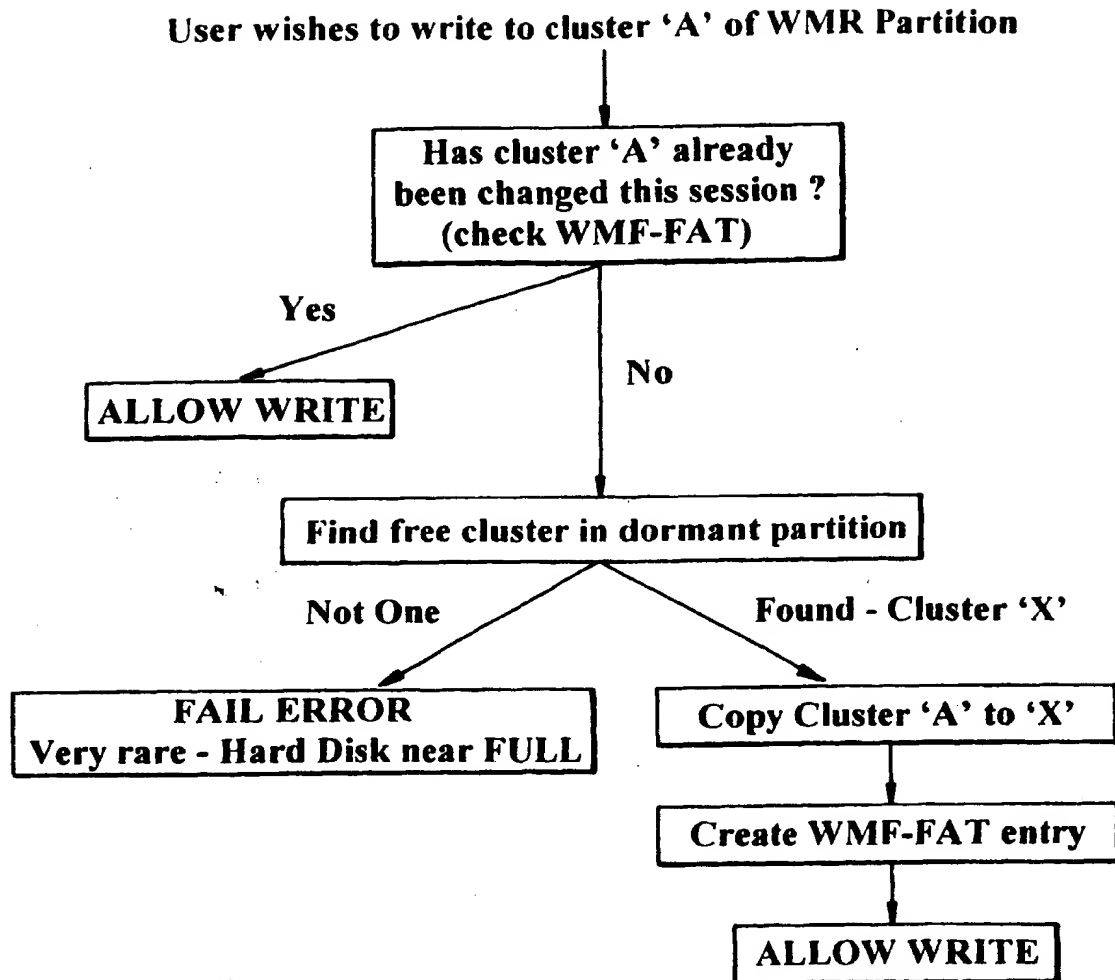 User wishes to write to cluster ‘A’ of WMR Partition
Has cluster ‘A’ already
been changed this session ?
(check WMF-FAT)
Yes
No
ALLOW WRITE
Find free cluster in dormant partition
Not One
Found - Cluster ‘X’
FAIL ERROR
Very rare - Hard Disk near FULL
Copy Cluster ‘A’ to ‘X’
Create WMF-FAT entry
ALLOW WRITE